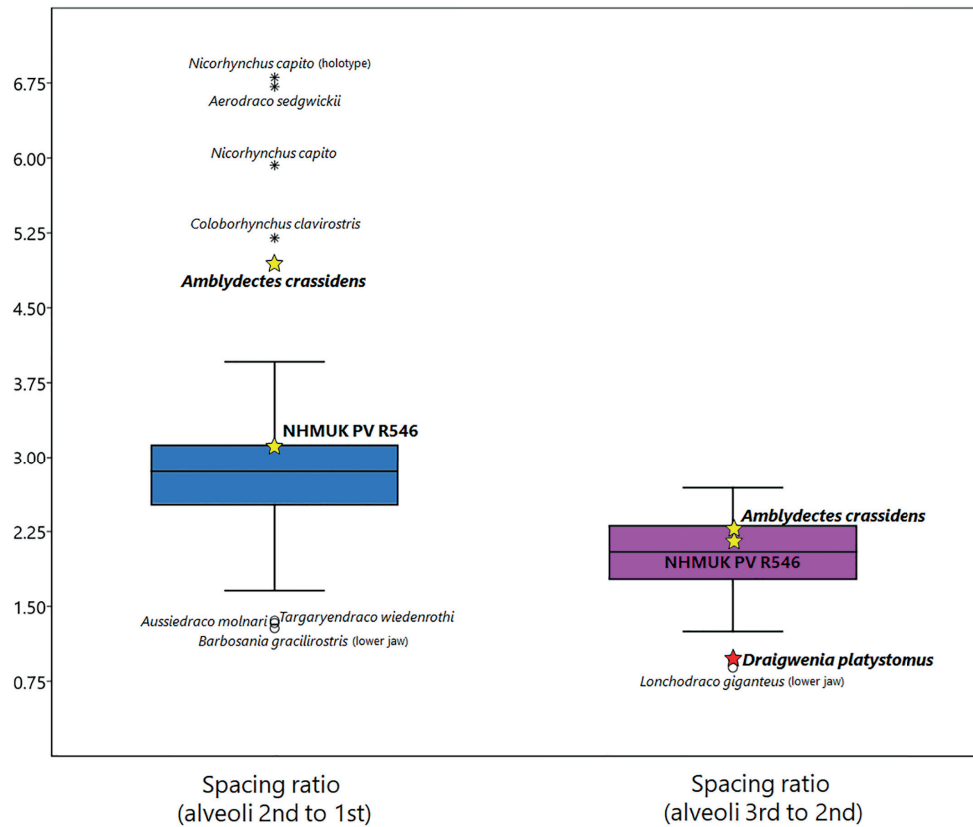 Nicorhynchus capito (holotype)
6.75
Aerodraco sedgwickii
6.00
Nicorhynchus capito
5.25
Coloborhynchus clavirostris
Amblydectes crassidens
4.50
3.75
NHMUK PV R546
3.00
2.25
Amblydectes crassidens
NHMUK PV R546
1.50
Aussiedraco molnari
Targaryendraco wiedenrothi
Barbosania gracilirostris (lower jaw)
0.75
Draigwenia platystomus
Lonchodraco giganteus (lower jaw)
Spacing ratio
(alveoli 2nd to 1st)
Spacing ratio
(alveoli 3rd to 2nd)